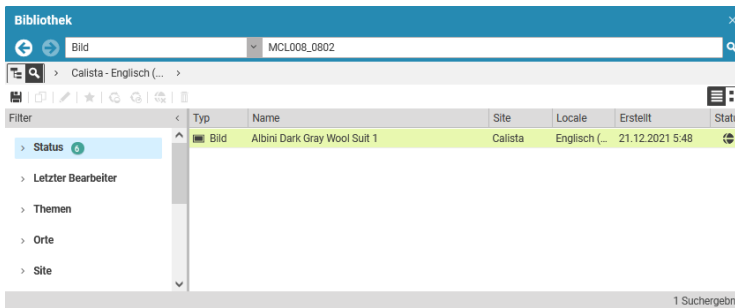 Bibliothek
Bild MCL008_0802
Calista - Englisch (...
Filter Typ Name Site Locale Erstellt Statu
Bild Albini Dark Gray Wool Suit 1 Calista Englisch (... 21.12.2021 5:48
Status 6
Letzter Bearbeiter
Themen
Orte
Site
1 Suchergebn